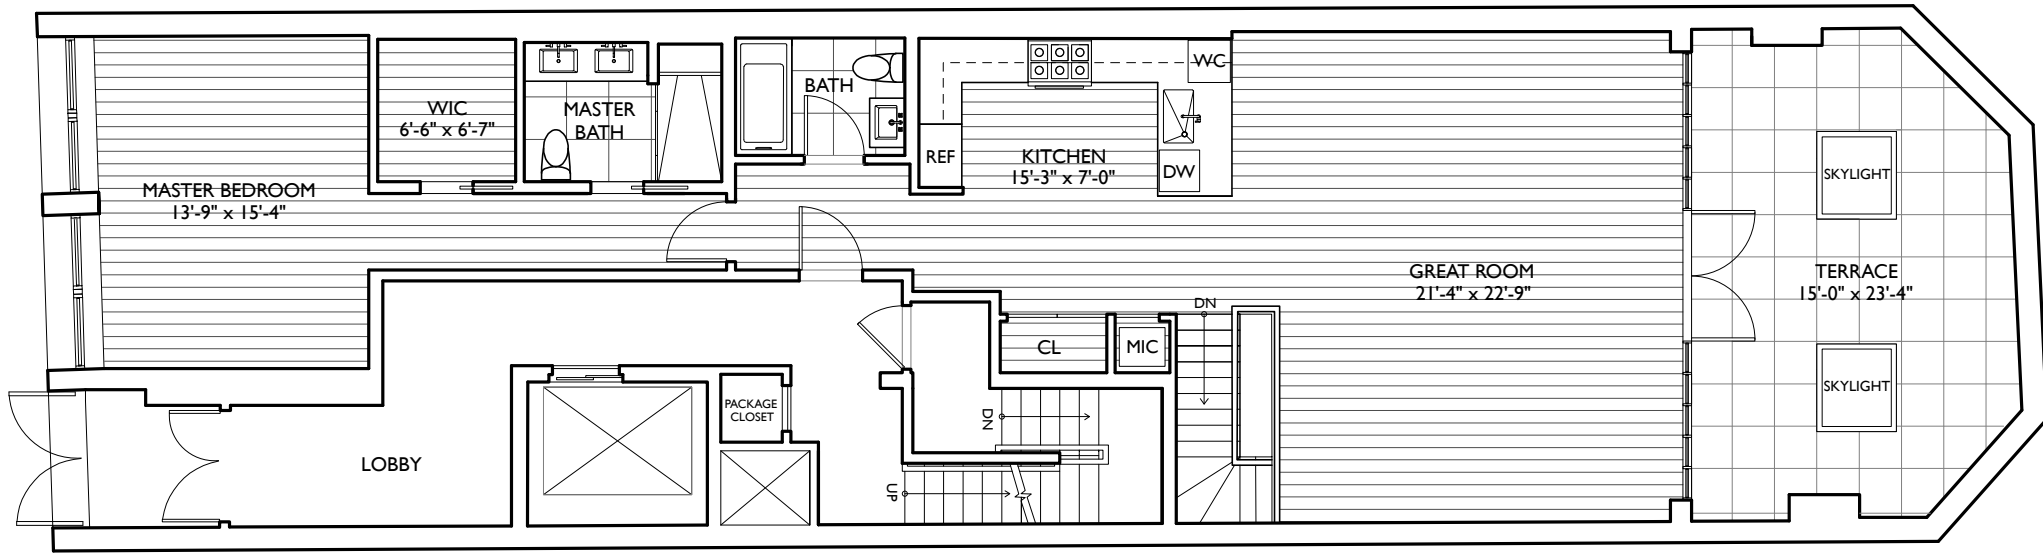 WC
BATH
WIC
6'-6" x 6'-7"
MASTER
BATH
REF
KITCHEN
15'-3" x 7'-0"
DW
SKYLIGHT
MASTER BEDROOM
13'-9" x 15'-4"
GREAT ROOM
21'-4" x 22'-9"
TERRACE
15'-0" x 23'-4"
DN
CL
MIC
SKYLIGHT
PACKAGE
CLOSET
DN
LOBBY
UP